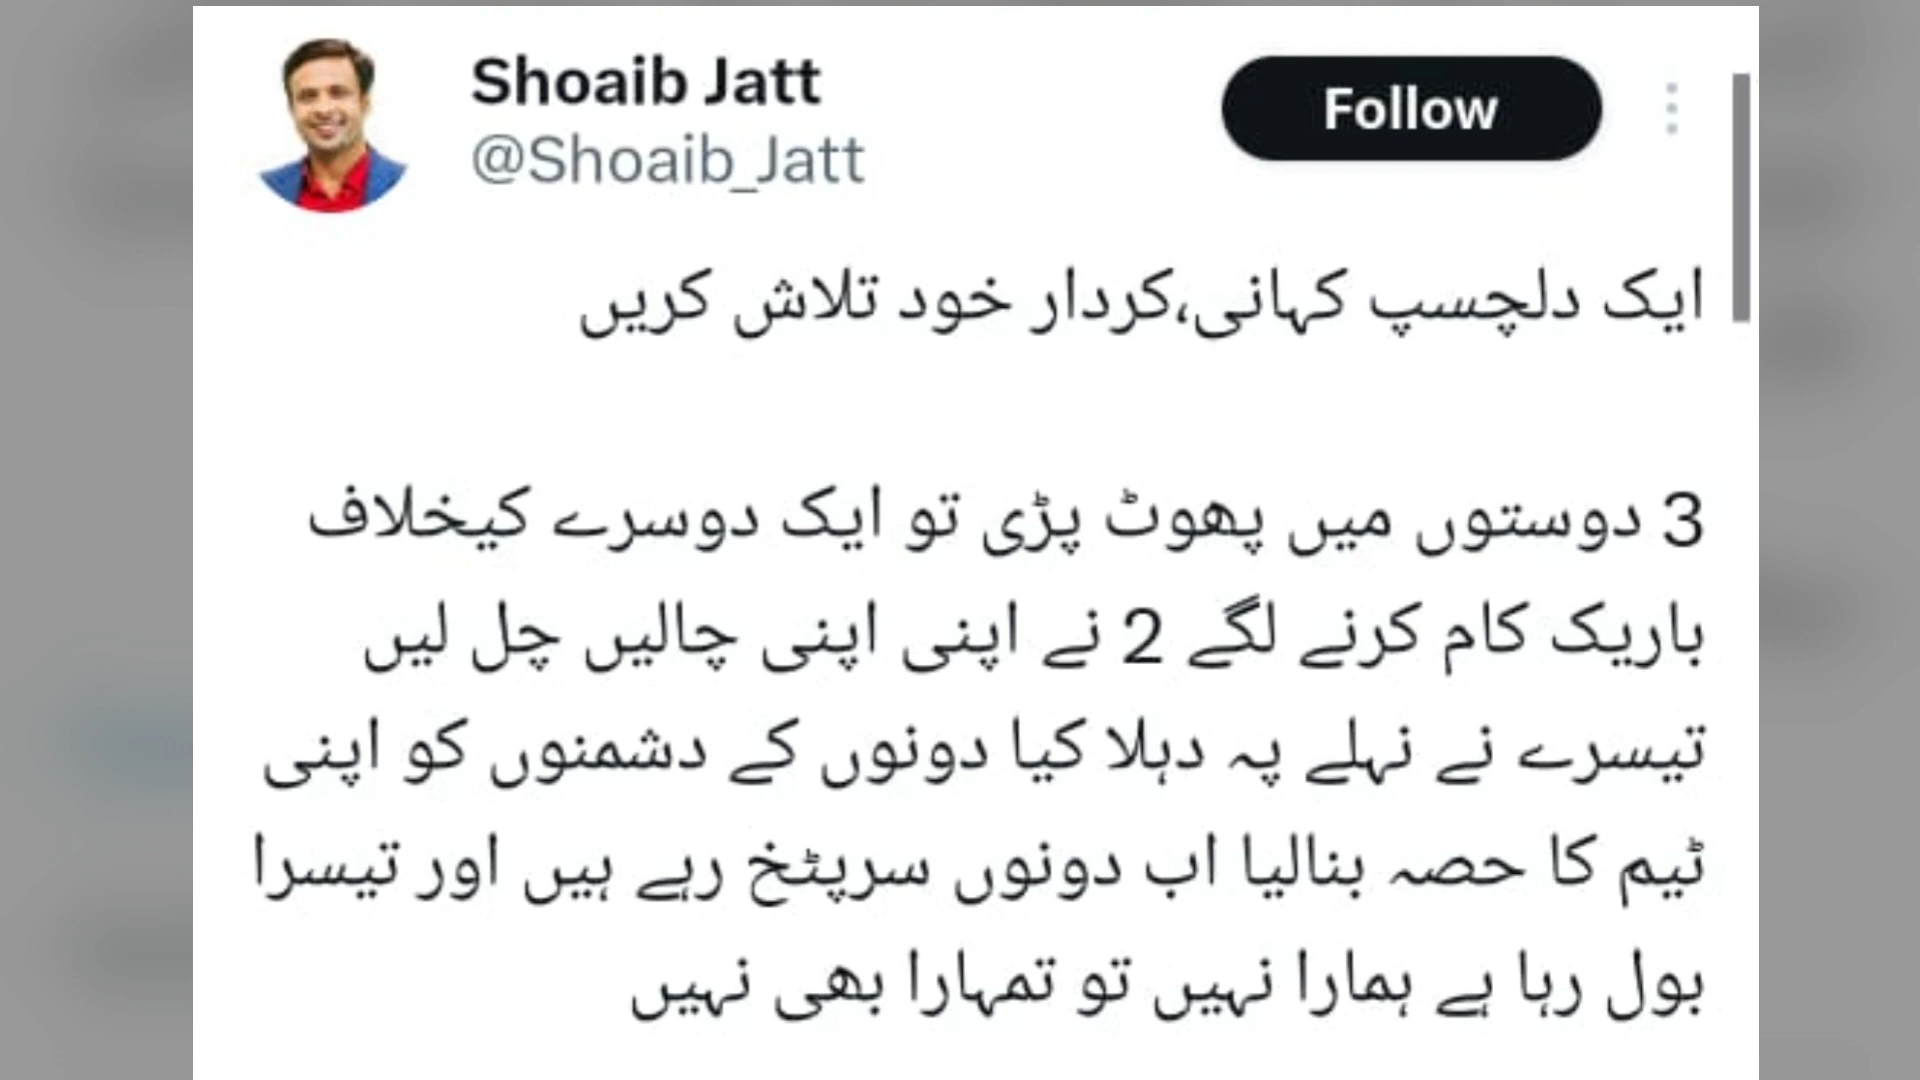 Shoaib Jatt
@Shoaib_Jatt
Follow
ایک دلچسپ کہانی،کردار خود تلاش کریں
3 دوستوں میں پھوٹ پڑی تو ایک دوسرے کیخلاف
باریک کام کرنے لگے 2 نے اپنی اپنی چالیں چل لیں
تیسرے نے نہلے پہ دہلا کیا دونوں کے دشمنوں کو اپنی
ٹیم کا حصہ بنالیا اب دونوں سرپٹخ رہے ہیں اور تیسرا
بول رہا ہے ہمارا نہیں تو تمہارا بھی نہیں